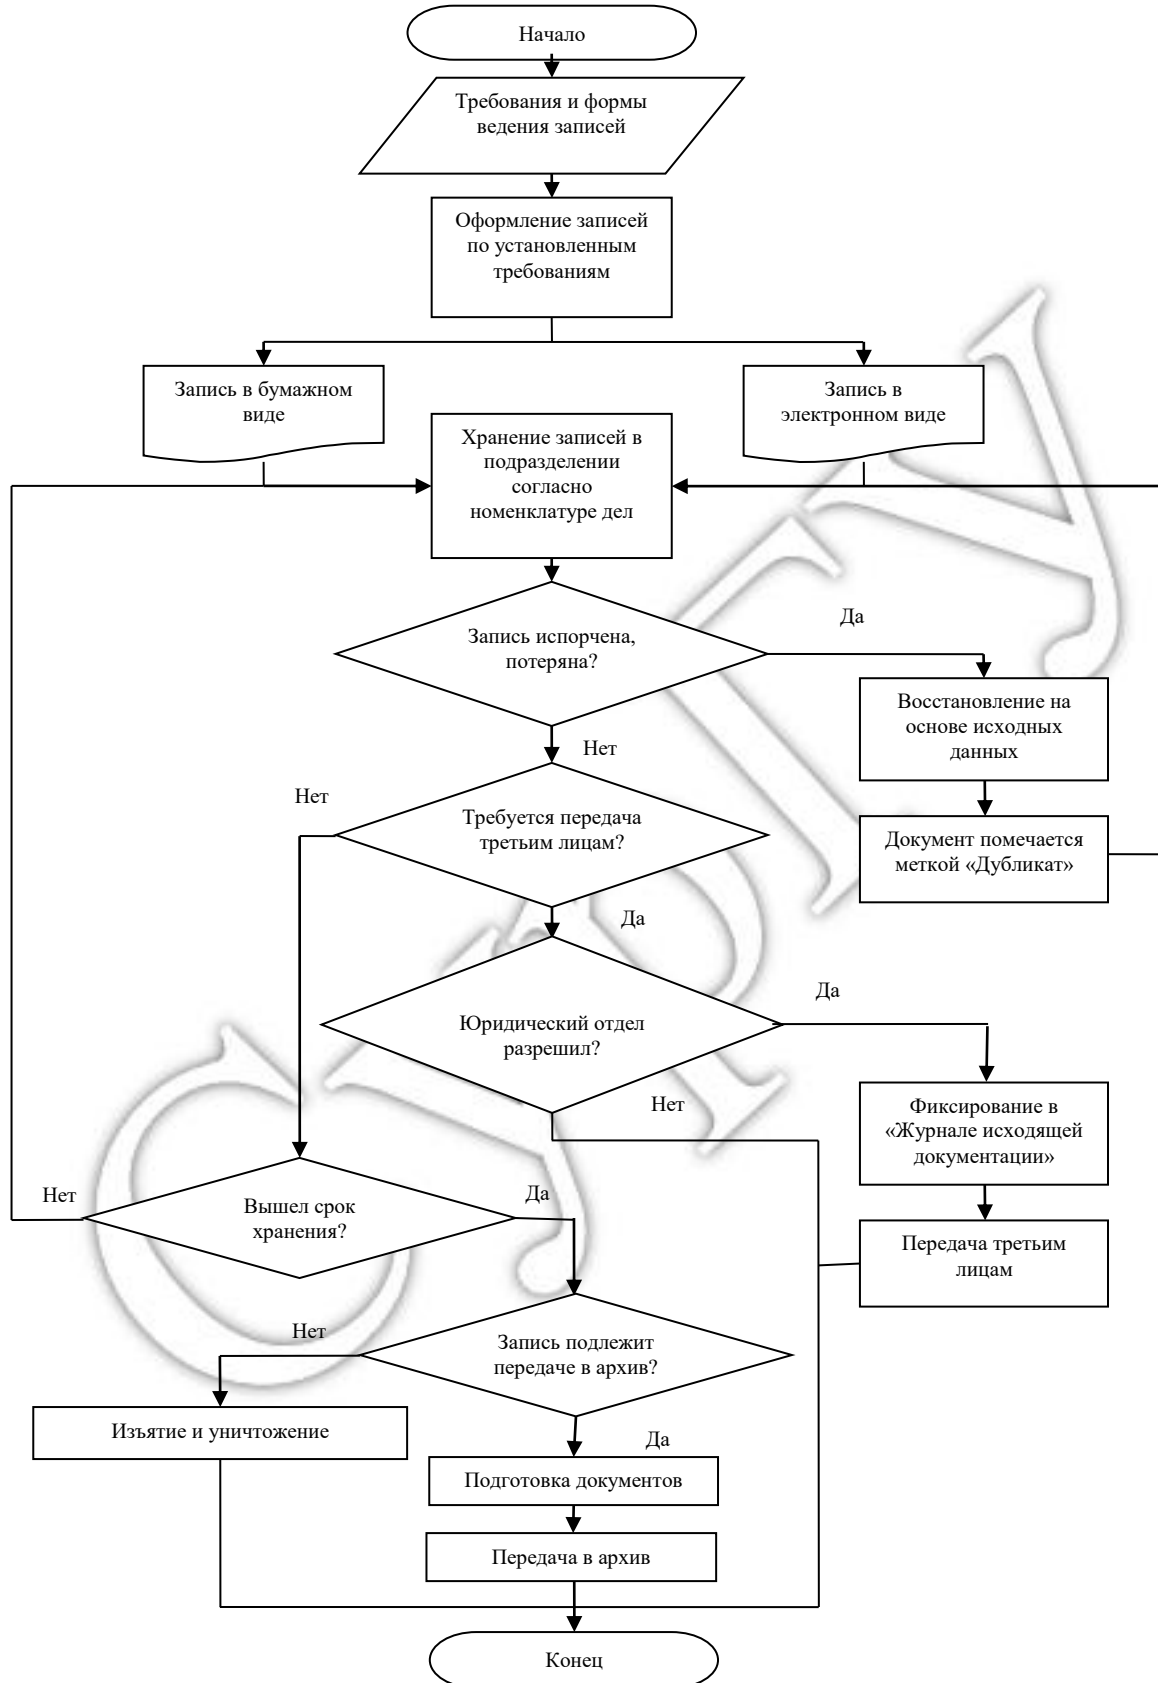 Начало
Требования и формы
ведения записей
Оформление записей
по установленным
требованиям
Запись в бумажном
виде
Запись в
электронном виде
Хранение записей в
подразделении
согласно
номенклатуре дел
Запись испорчена,
потеряна?
Да
Восстановление на
основе исходных
данных
Нет
Документ помечается
меткой «Дубликат»
Нет
Требуется передача
третьим лицам?
Да
Юридический отдел
разрешил?
Да
Нет
Фиксирование в
«Журнале исходящей
документации»
Передача третьим
лицам
Нет
Вышел срок
хранения?
Да
Запись подлежит
передаче в архив?
Нет
Изъятие и уничтожение
Да
Подготовка документов
Передача в архив
Конец